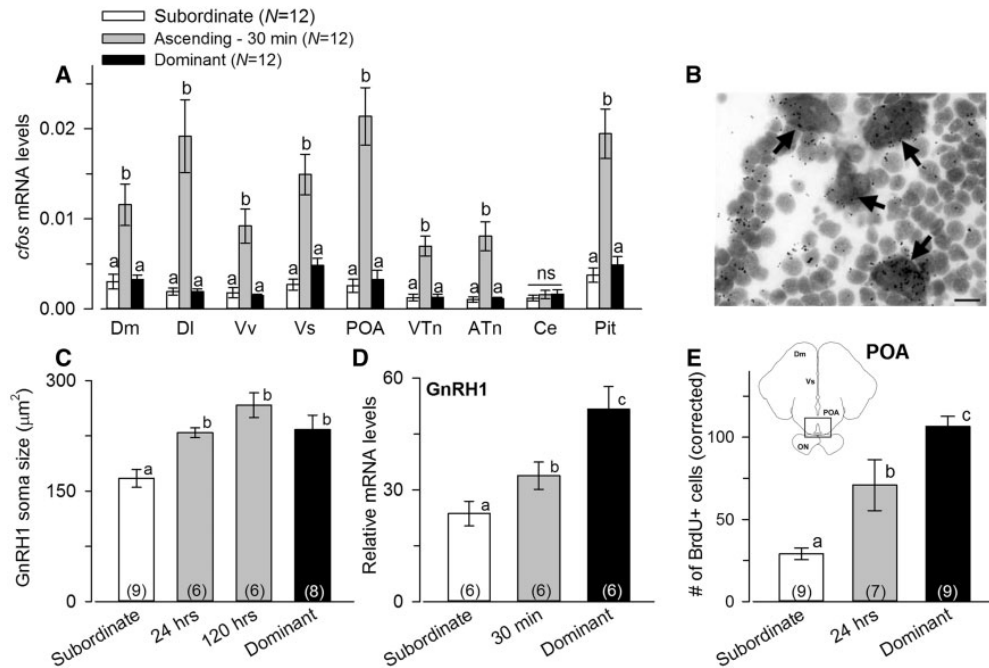 Subordinate (N=12)
Ascending - 30 min (N=12)
Dominant (N=12)
A
cfos mRNA levels
0.02
0.01
0.00
a b a
a b a
a b a
a b a
a b a
a b a
a b a
ns
a b a
Dm Dl Vv Vs POA VTn ATn Ce Pit
B
C
GnRH1 soma size (μm²)
300
150
0
a b b b
(9) (6) (6) (8)
Subordinate 24 hrs 120 hrs Dominant
D
GnRH1
Relative mRNA levels
60
30
0
a b c
(6) (6) (6)
Subordinate 30 min Dominant
E
POA
Dm
Vs
POA
ON
# of BrdU+ cells (corrected)
100
75
50
25
0
a b c
(9) (7) (9)
Subordinate 24 hrs Dominant